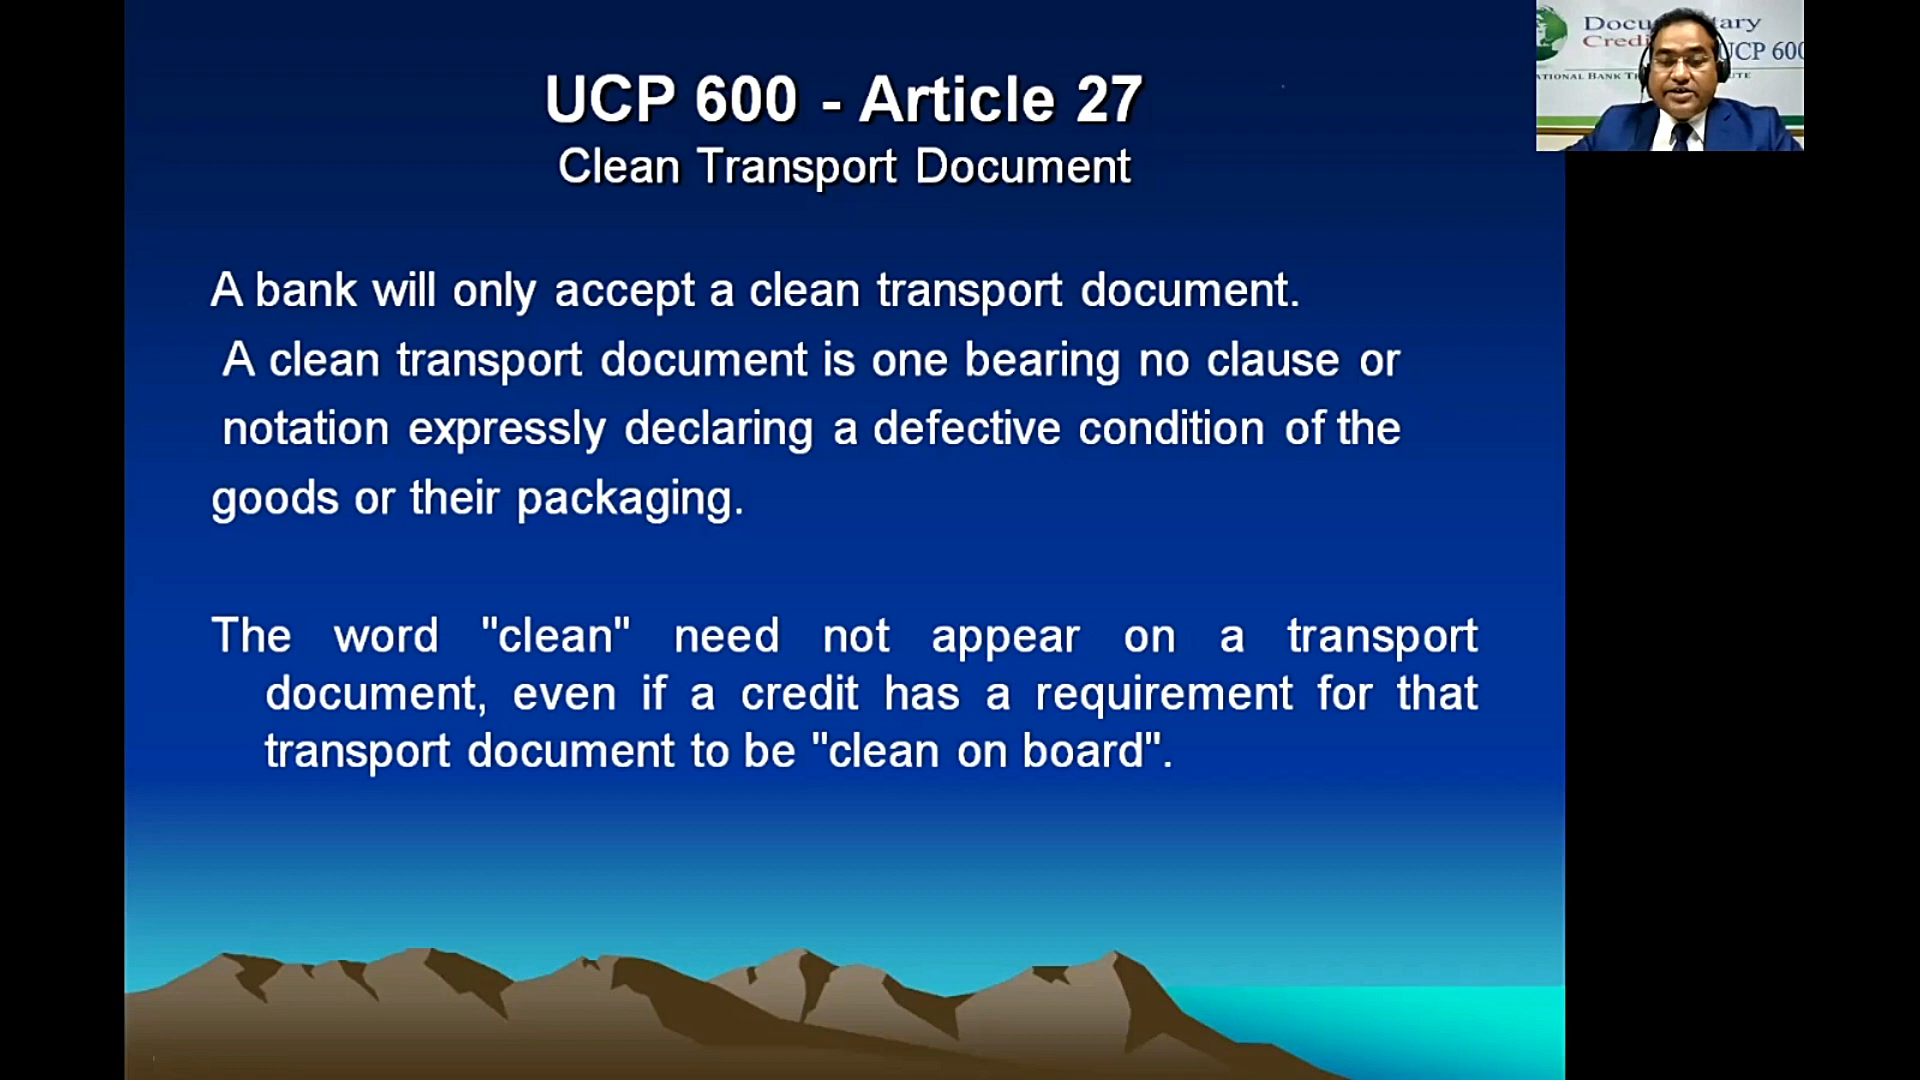 UCP 600 - Article 27
Clean Transport Document
A bank will only accept a clean transport document.
A clean transport document is one bearing no clause or
notation expressly declaring a defective condition of the
goods or their packaging.
The word "clean" need not appear on a transport
document, even if a credit has a requirement for that
transport document to be "clean on board".
UCP 600